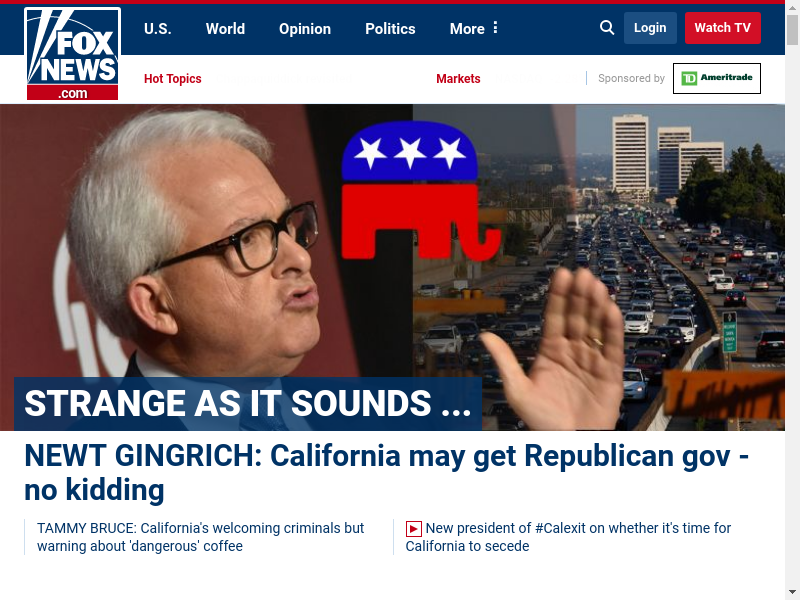 FOX
NEWS
.com
U.S.
World
Opinion
Politics
More
Login
Watch TV
Hot Topics
Markets
Sponsored by
TD Ameritrade
STRANGE AS IT SOUNDS ...
NEWT GINGRICH: California may get Republican gov -
no kidding
TAMMY BRUCE: California's welcoming criminals but
warning about 'dangerous' coffee
New president of #Calexit on whether it's time for
California to secede